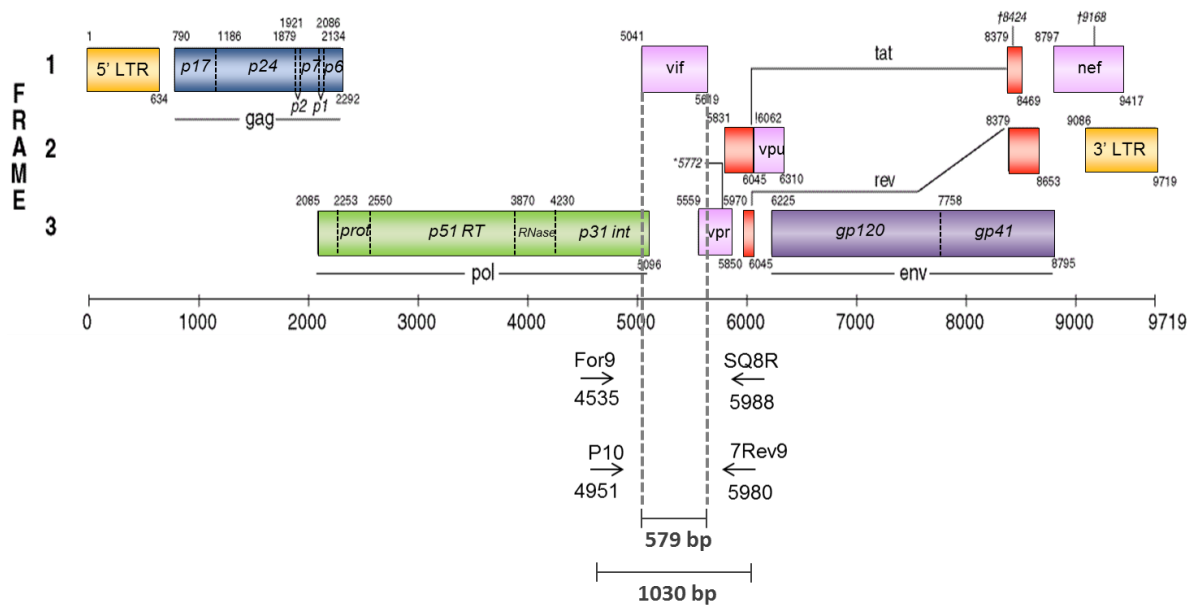 1921 2086
1 790 1186 1879 2134
5041
†8424 †9168
8379 8797
FRAME
1
5' LTR
p17 p24 p7 p6
vif
tat
nef
634
p2 p1
2292
gag
5619
8469
9417
5831 6062
8379
9086
2
vpu
3' LTR
*5772
6045 6310
rev
8653
9719
2085 2253 2550 3870 4230
5559 5970 6225 7758
3
prot p51 RT RNase p31 int
vpr
gp120 gp41
5096
5850 6045
8795
pol
env
0 1000 2000 3000 4000 5000 6000 7000 8000 9000 9719
For9 SQ8R
4535 5988
P10 7Rev9
4951 5980
579 bp
1030 bp